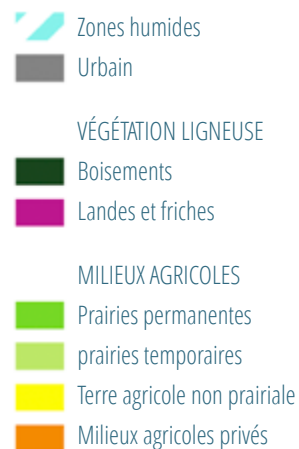 Zones humides
Urbain
VÉGÉTATION LIGNEUSE
Boisements
Landes et friches
MILIEUX AGRICOLES
Prairies permanentes
prairies temporaires
Terre agricole non prairiale
Milieux agricoles privés